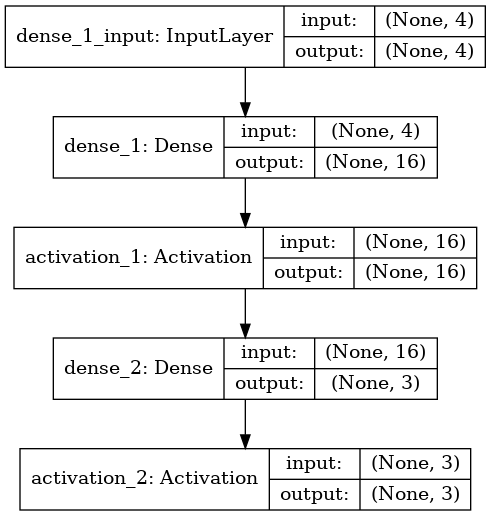 dense_1_input: InputLayer
input: (None, 4)
output: (None, 4)
dense_1: Dense
input: (None, 4)
output: (None, 16)
activation_1: Activation
input: (None, 16)
output: (None, 16)
dense_2: Dense
input: (None, 16)
output: (None, 3)
activation_2: Activation
input: (None, 3)
output: (None, 3)